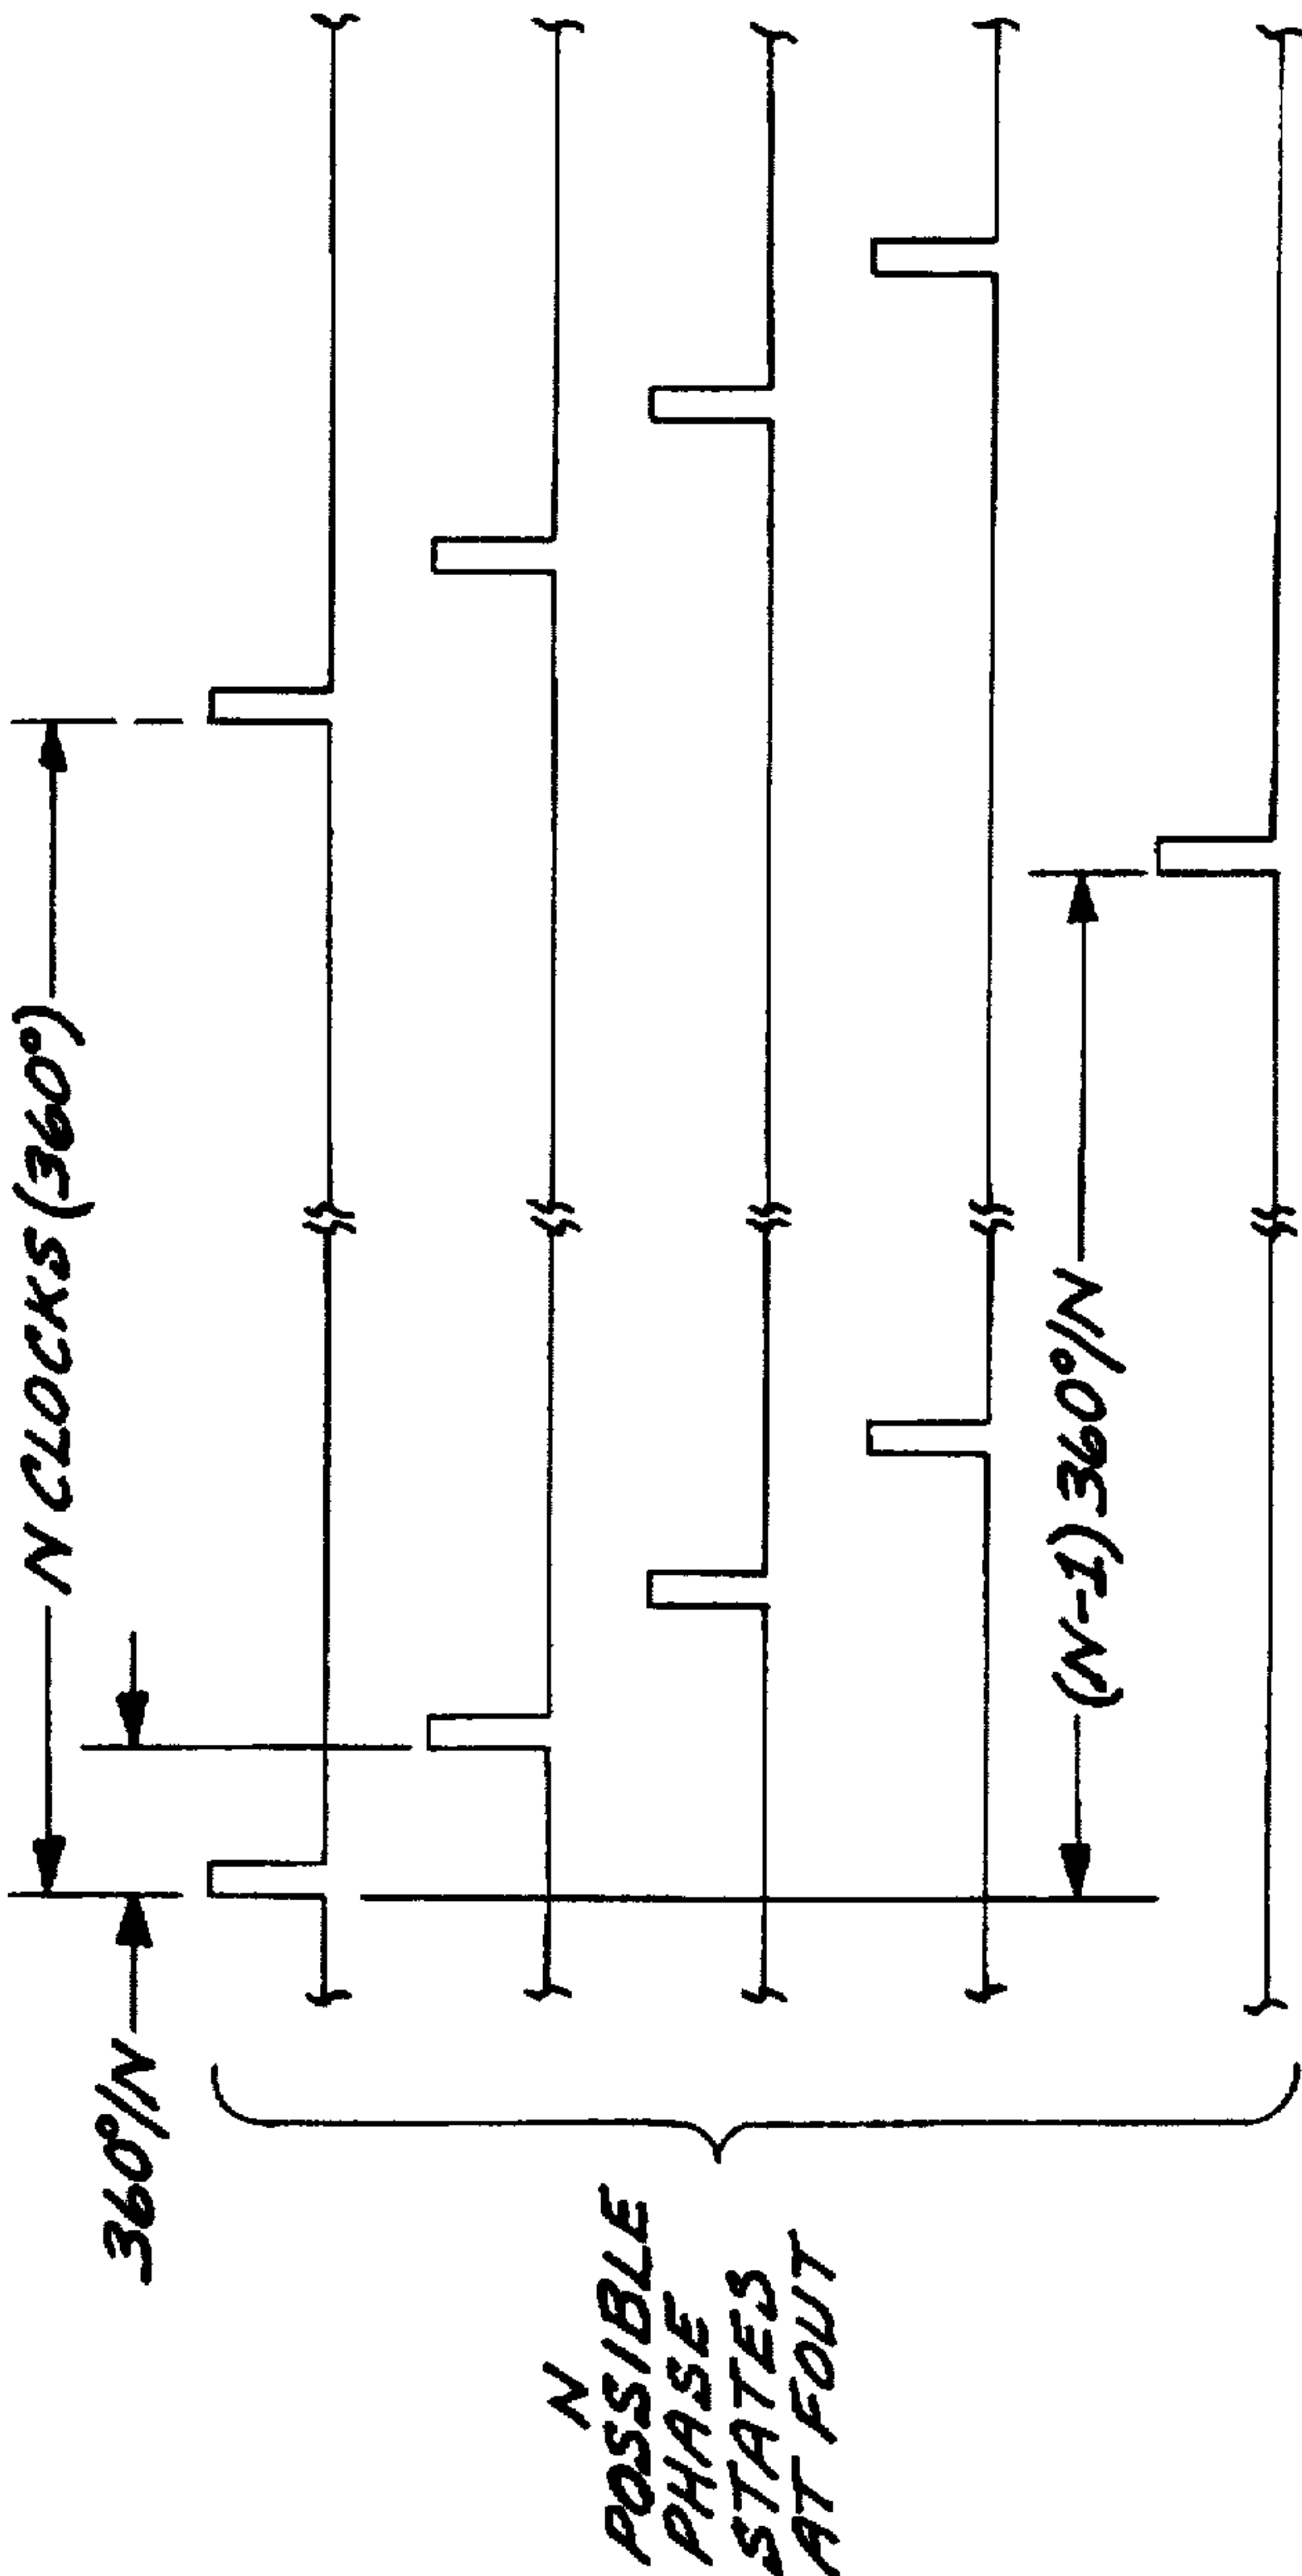 N CLOCKS (360°)
360°/N
N
POSSIBLE
PHASE
STATES
AT FOUT
(N-1) 360°/N